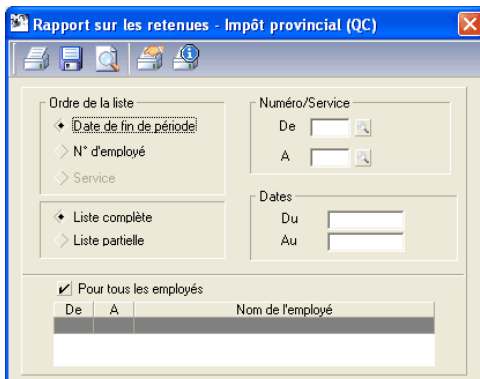 Rapport sur les retenues - Impôt provincial (QC)
Ordre de la liste
Date de fin de période
N° d'employé
Service
Liste complète
Liste partielle
Numéro/Service
De
A
Dates
Du
Au
Pour tous les employés
De A Nom de l'employé